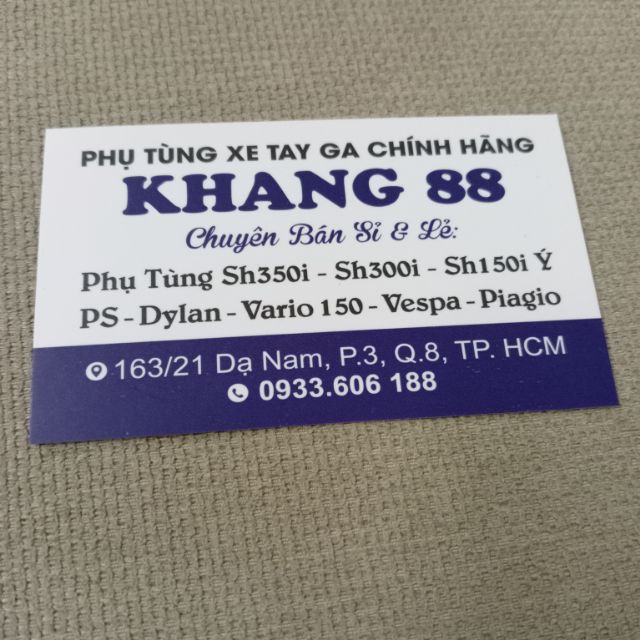 PHỤ TÙNG XE TAY GA CHÍNH HÃNG
KHANG 88
Chuyên Bán Sỉ & Lẻ:
Phụ Tùng Sh350i - Sh300i - Sh150i Ý
PS - Dylan - Vario 150 - Vespa - Piagio
163/21 Dạ Nam, P.3, Q.8, TP. HCM
0933.606 188